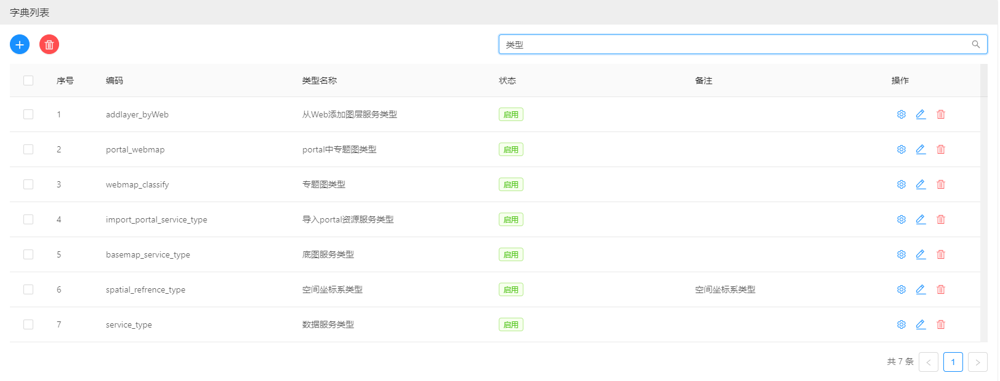 字典列表
类型
序号 编码 类型名称 状态 备注 操作
1 addlayer_byWeb 从Web添加图层服务类型 启用
2 portal_webmap portal中专题图类型 启用
3 webmap_classify 专题图类型 启用
4 import_portal_service_type 导入portal资源服务类型 启用
5 basemap_service_type 底图服务类型 启用
6 spatial_refrence_type 空间坐标系类型 启用 空间坐标系类型
7 service_type 数据服务类型 启用
共 7 条 < 1 >